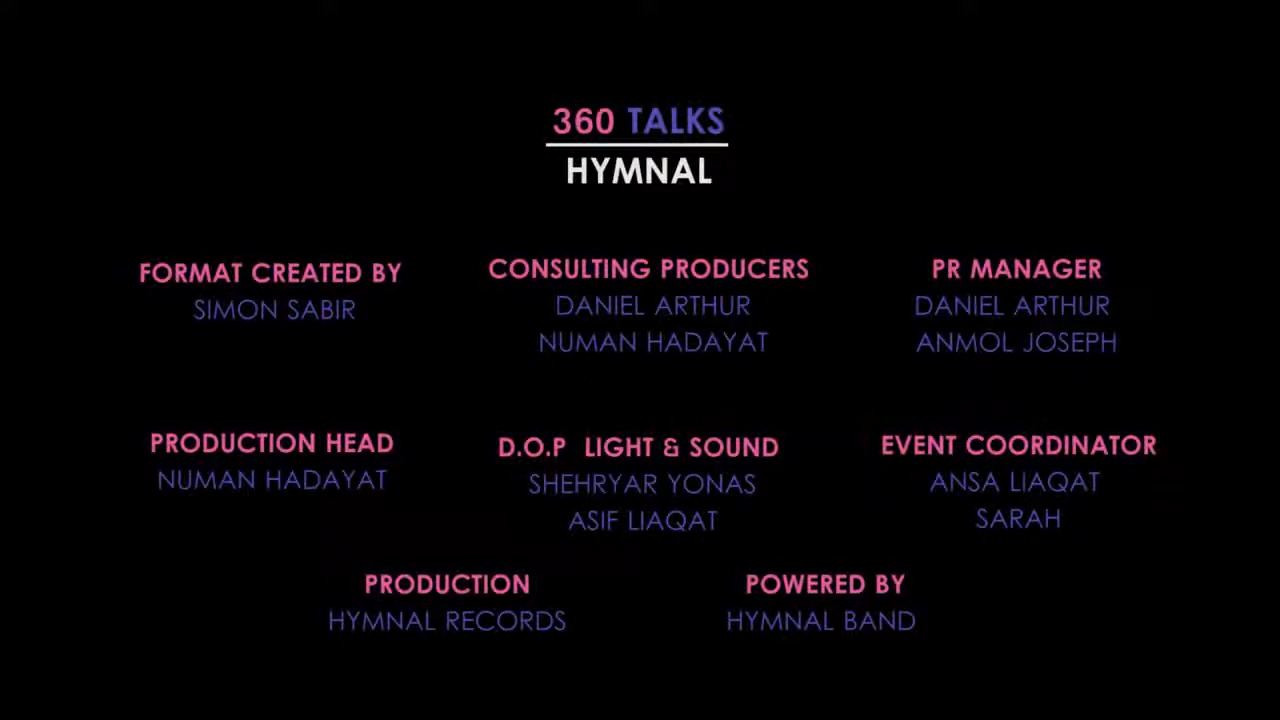 360 TALKS
HYMNAL
FORMAT CREATED BY
SIMON SABIR
CONSULTING PRODUCERS
DANIEL ARTHUR
NUMAN HADAYAT
PR MANAGER
DANIEL ARTHUR
ANMOL JOSEPH
PRODUCTION HEAD
NUMAN HADAYAT
D.O.P LIGHT & SOUND
SHEHRYAR YONAS
ASIF LIAQAT
EVENT COORDINATOR
ANSA LIAQAT
SARAH
PRODUCTION
HYMNAL RECORDS
POWERED BY
HYMNAL BAND